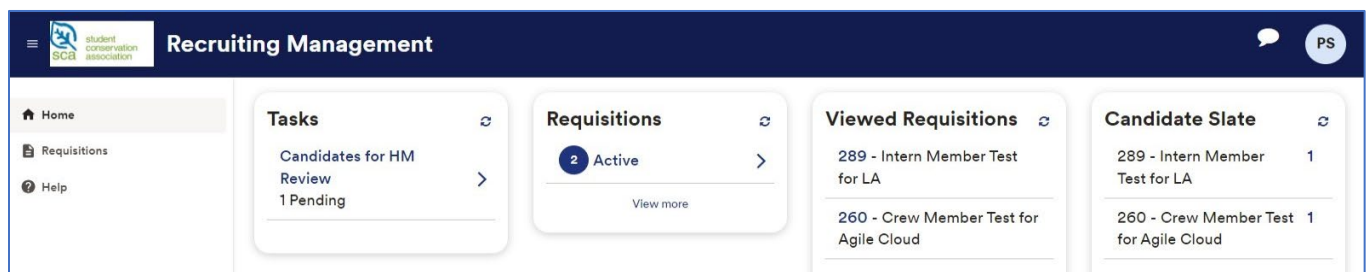 sca
student
conservation
association
Recruiting Management
PS
Home
Requisitions
Help
Tasks
Candidates for HM
Review
1 Pending
Requisitions
2 Active
View more
Viewed Requisitions
289 - Intern Member Test
for LA
260 - Crew Member Test for
Agile Cloud
Candidate Slate
289 - Intern Member 1
Test for LA
260 - Crew Member Test 1
for Agile Cloud